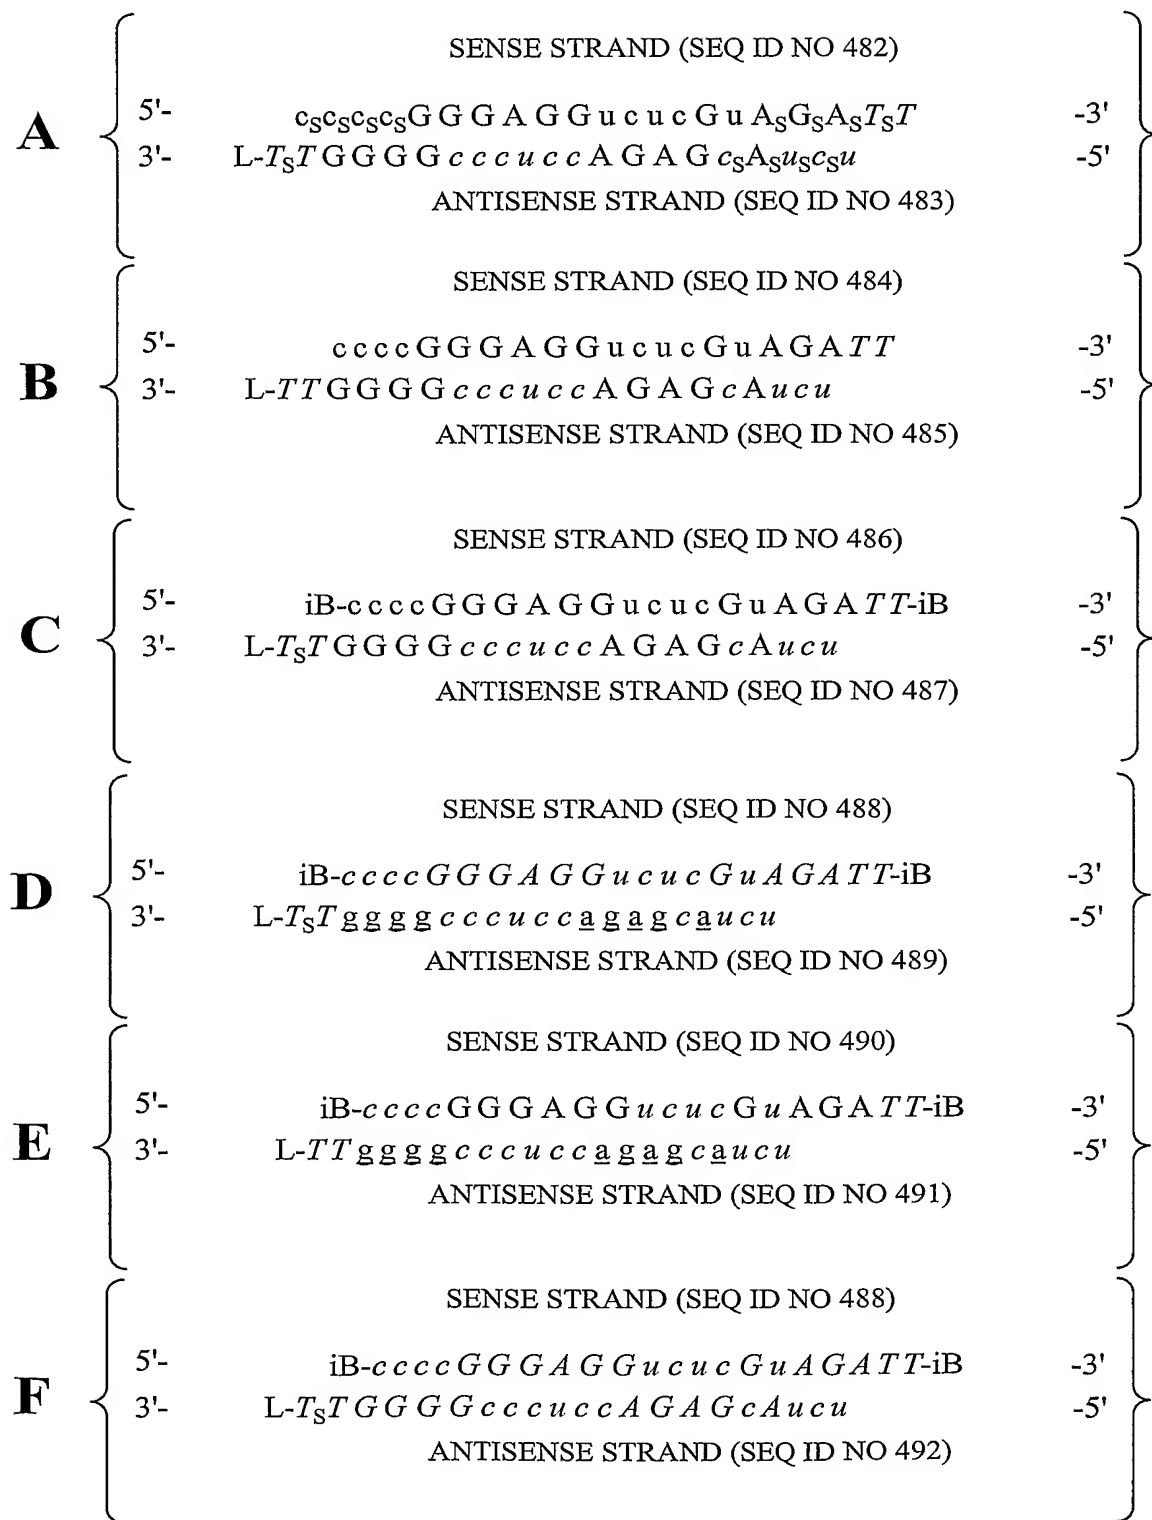 SENSE STRAND (SEQ ID NO 482)
A
5'- cScScScSG G G A G G u c u c G u ASGSASTST -3'
3'- L-TST G G G G c c c u c c A G A G cSASuScSu -5'
ANTISENSE STRAND (SEQ ID NO 483)
SENSE STRAND (SEQ ID NO 484)
B
5'- c c c c G G G A G G u c u c G u A G A T T -3'
3'- L-T T G G G G c c c u c c A G A G c A u c u -5'
ANTISENSE STRAND (SEQ ID NO 485)
SENSE STRAND (SEQ ID NO 486)
C
5'- iB-c c c c G G G A G G u c u c G u A G A T T-iB -3'
3'- L-TST G G G G c c c u c c A G A G c A u c u -5'
ANTISENSE STRAND (SEQ ID NO 487)
SENSE STRAND (SEQ ID NO 488)
D
5'- iB-c c c c G G G A G G u c u c G u A G A T T-iB -3'
3'- L-TST g g g g c c c u c c a g a g c a u c u -5'
ANTISENSE STRAND (SEQ ID NO 489)
SENSE STRAND (SEQ ID NO 490)
E
5'- iB-c c c c G G G A G G u c u c G u A G A T T-iB -3'
3'- L-T T g g g g c c c u c c a g a g c a u c u -5'
ANTISENSE STRAND (SEQ ID NO 491)
SENSE STRAND (SEQ ID NO 488)
F
5'- iB-c c c c G G G A G G u c u c G u A G A T T-iB -3'
3'- L-TST G G G G c c c u c c A G A G c A u c u -5'
ANTISENSE STRAND (SEQ ID NO 492)